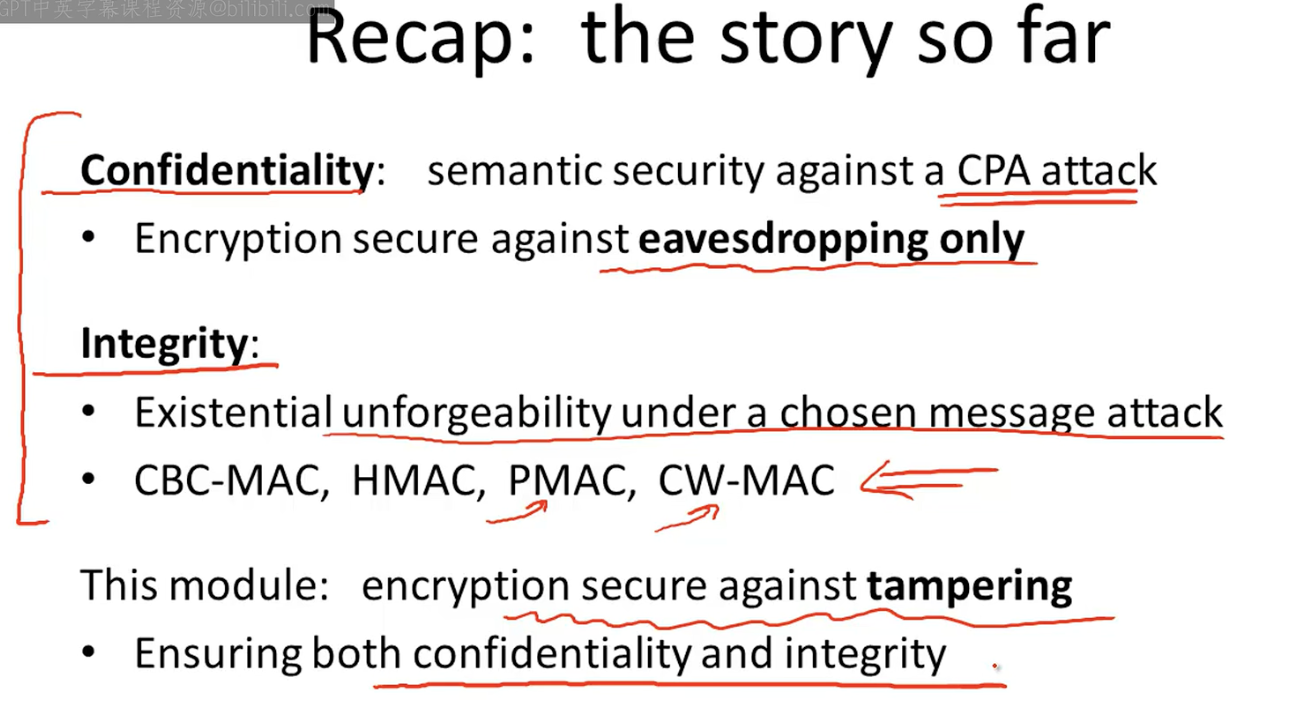 GPT中英字幕课程资源@bilibili.com
Recap: the story so far
Confidentiality: semantic security against a CPA attack
• Encryption secure against eavesdropping only
Integrity:
• Existential unforgeability under a chosen message attack
• CBC-MAC, HMAC, PMAC, CW-MAC
This module: encryption secure against tampering
• Ensuring both confidentiality and integrity